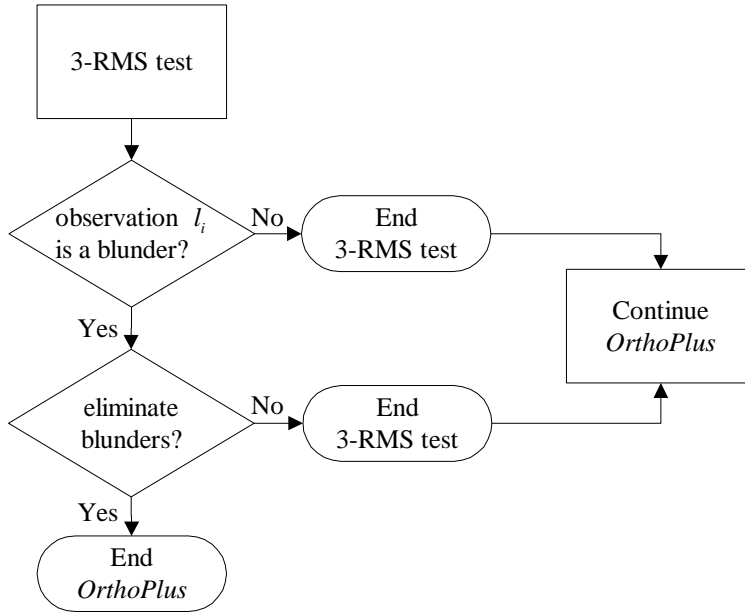 3-RMS test
observation l_i
is a blunder?
No
End
3-RMS test
Continue
OrthoPlus
Yes
eliminate
blunders?
No
End
3-RMS test
Yes
End
OrthoPlus